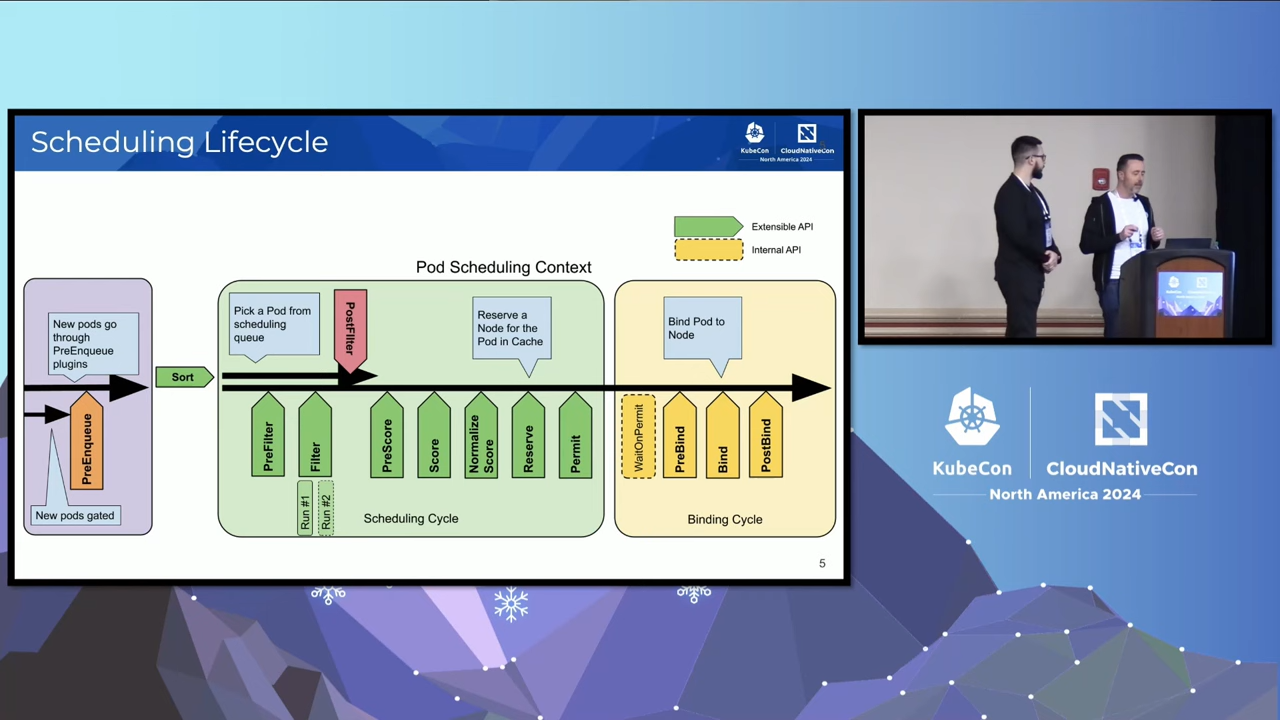 Scheduling Lifecycle
KubeCon
CloudNativeCon
North America 2024
Extensible API
Internal API
Pod Scheduling Context
New pods go
through
PreEnqueue
plugins
PreEnqueue
New pods gated
Sort
Pick a Pod from
scheduling
queue
PostFilter
Reserve a
Node for the
Pod in Cache
PreFilter
Filter
Run #1
Run #2
PreScore
Score
Normalize
Score
Reserve
Permit
Scheduling Cycle
Bind Pod to
Node
WaitOnPermit
PreBind
Bind
PostBind
Binding Cycle
5
KubeCon
CloudNativeCon
North America 2024